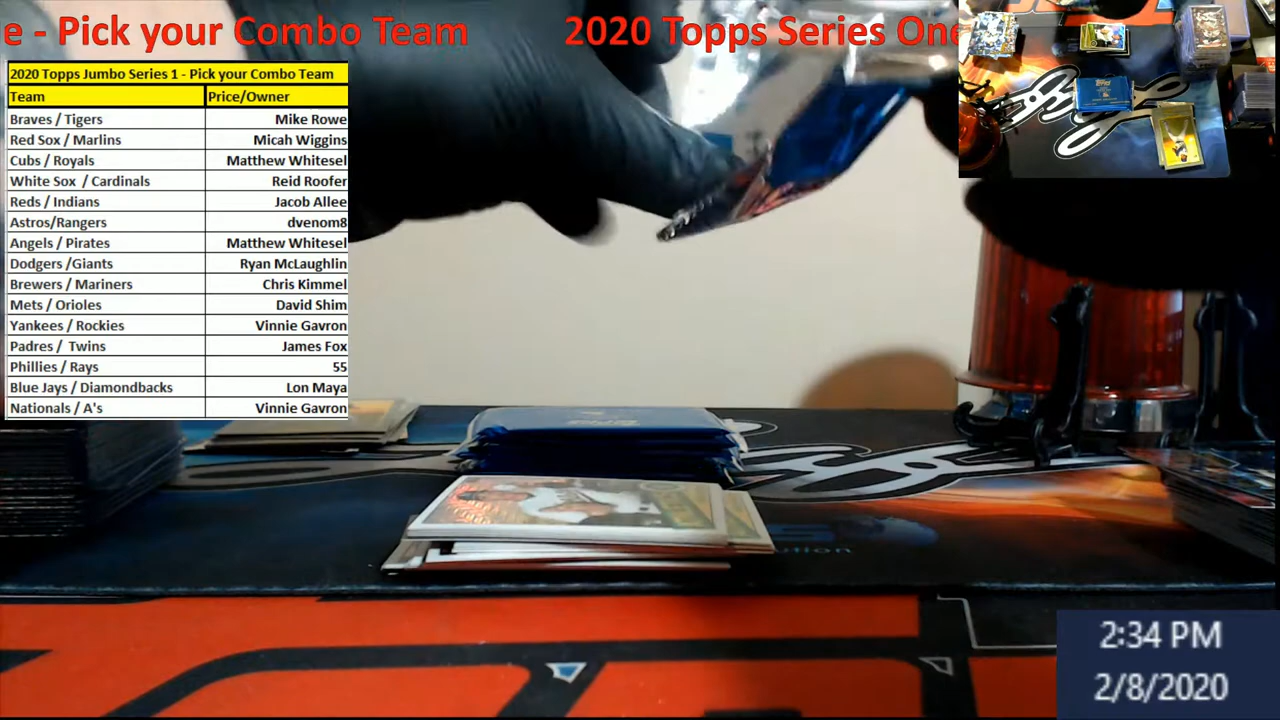 e - Pick your Combo Team 2020 Topps Series One
2020 Topps Jumbo Series 1 - Pick your Combo Team
Team Price/Owner
Braves / Tigers Mike Rowe
Red Sox / Marlins Micah Wiggins
Cubs / Royals Matthew Whitesel
White Sox / Cardinals Reid Roofer
Reds / Indians Jacob Allee
Astros/Rangers dvenom8
Angels / Pirates Matthew Whitesel
Dodgers /Giants Ryan McLaughlin
Brewers / Mariners Chris Kimmel
Mets / Orioles David Shim
Yankees / Rockies Vinnie Gavron
Padres / Twins James Fox
Phillies / Rays 55
Blue Jays / Diamondbacks Lon Maya
Nationals / A's Vinnie Gavron
2:34 PM
2/8/2020